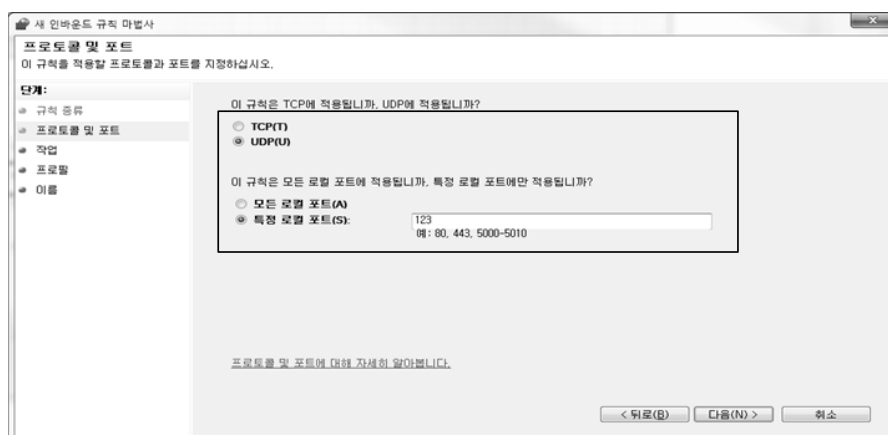 새 인바운드 규칙 마법사
프로토콜 및 포트
이 규칙을 적용할 프로토콜과 포트를 지정하십시오.
단계:
규칙 종류
프로토콜 및 포트
작업
프로필
이름
이 규칙은 TCP에 적용됩니까, UDP에 적용됩니까?
TCP(T)
UDP(U)
이 규칙은 모든 로컬 포트에 적용됩니까, 특정 로컬 포트에만 적용됩니까?
모든 로컬 포트(A)
특정 로컬 포트(S): 123
예: 80, 443, 5000-5010
프로토콜 및 포트에 대해 자세히 알아봅니다.
< 뒤로(B) 다음(N) > 취소